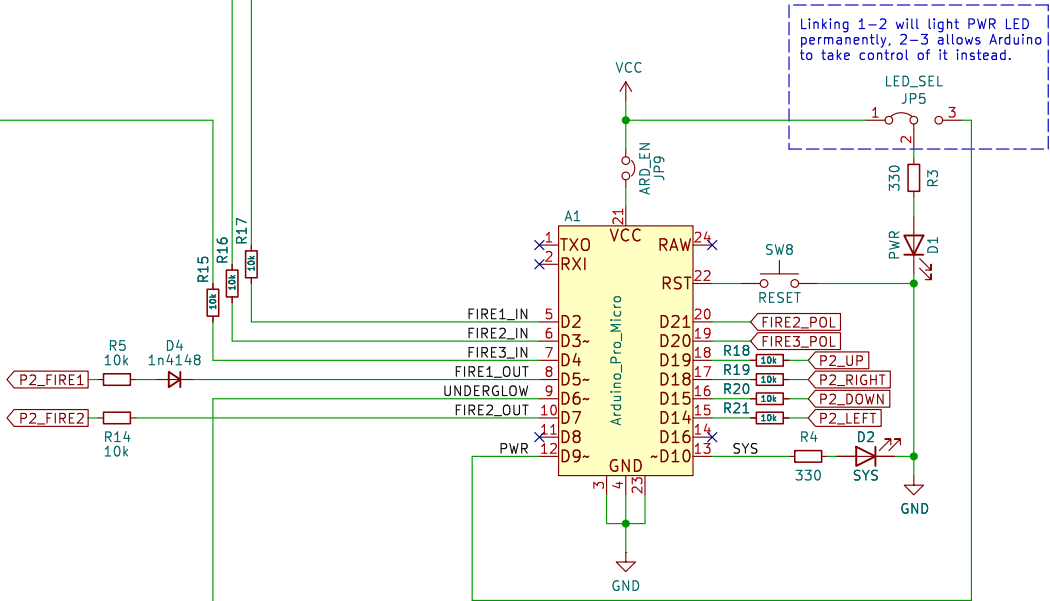 Linking 1-2 will light PWR LED
permanently, 2-3 allows Arduino
to take control of it instead.
LED_SEL
JP5
1
3
2
VCC
ARD_EN
JP9
330
R3
PWR
D1
21
A1
VCC
R17
R16
R15
10k
10k
10k
1
TXO
RAW
24
2
RXI
SW8
RST
22
RESET
Arduino_Pro_Micro
FIRE1_IN
5
D2
D21
20
FIRE2_POL
FIRE2_IN
6
D3~
D20
19
FIRE3_POL
FIRE3_IN
7
D4
D19
18
R18
10k
P2_UP
R5
10k
D4
1n4148
P2_FIRE1
FIRE1_OUT
8
D5~
D18
17
R19
10k
P2_RIGHT
UNDERGLOW
9
D6~
D15
16
R20
10k
P2_DOWN
P2_FIRE2
R14
10k
FIRE2_OUT
10
D7
D14
15
R21
10k
P2_LEFT
11
D8
D16
14
PWR
12
D9~
~D10
13
SYS
R4
330
D2
SYS
GND
3
4
23
GND
GND